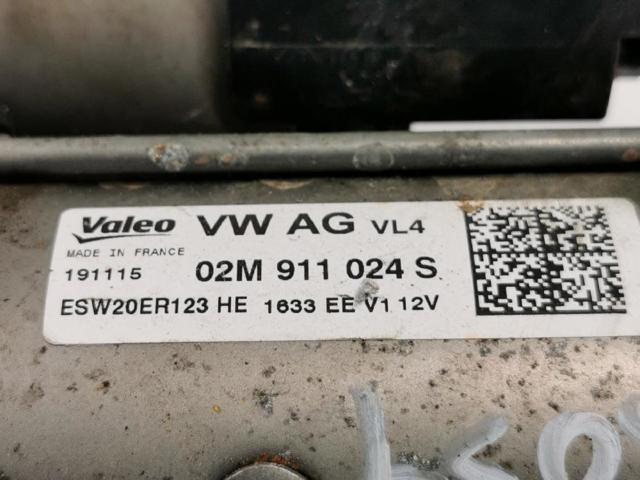 Valeo VW AG VL4
MADE IN FRANCE
191115 02M 911 024 S
ESW20ER123 HE 1633 EE V1 12V